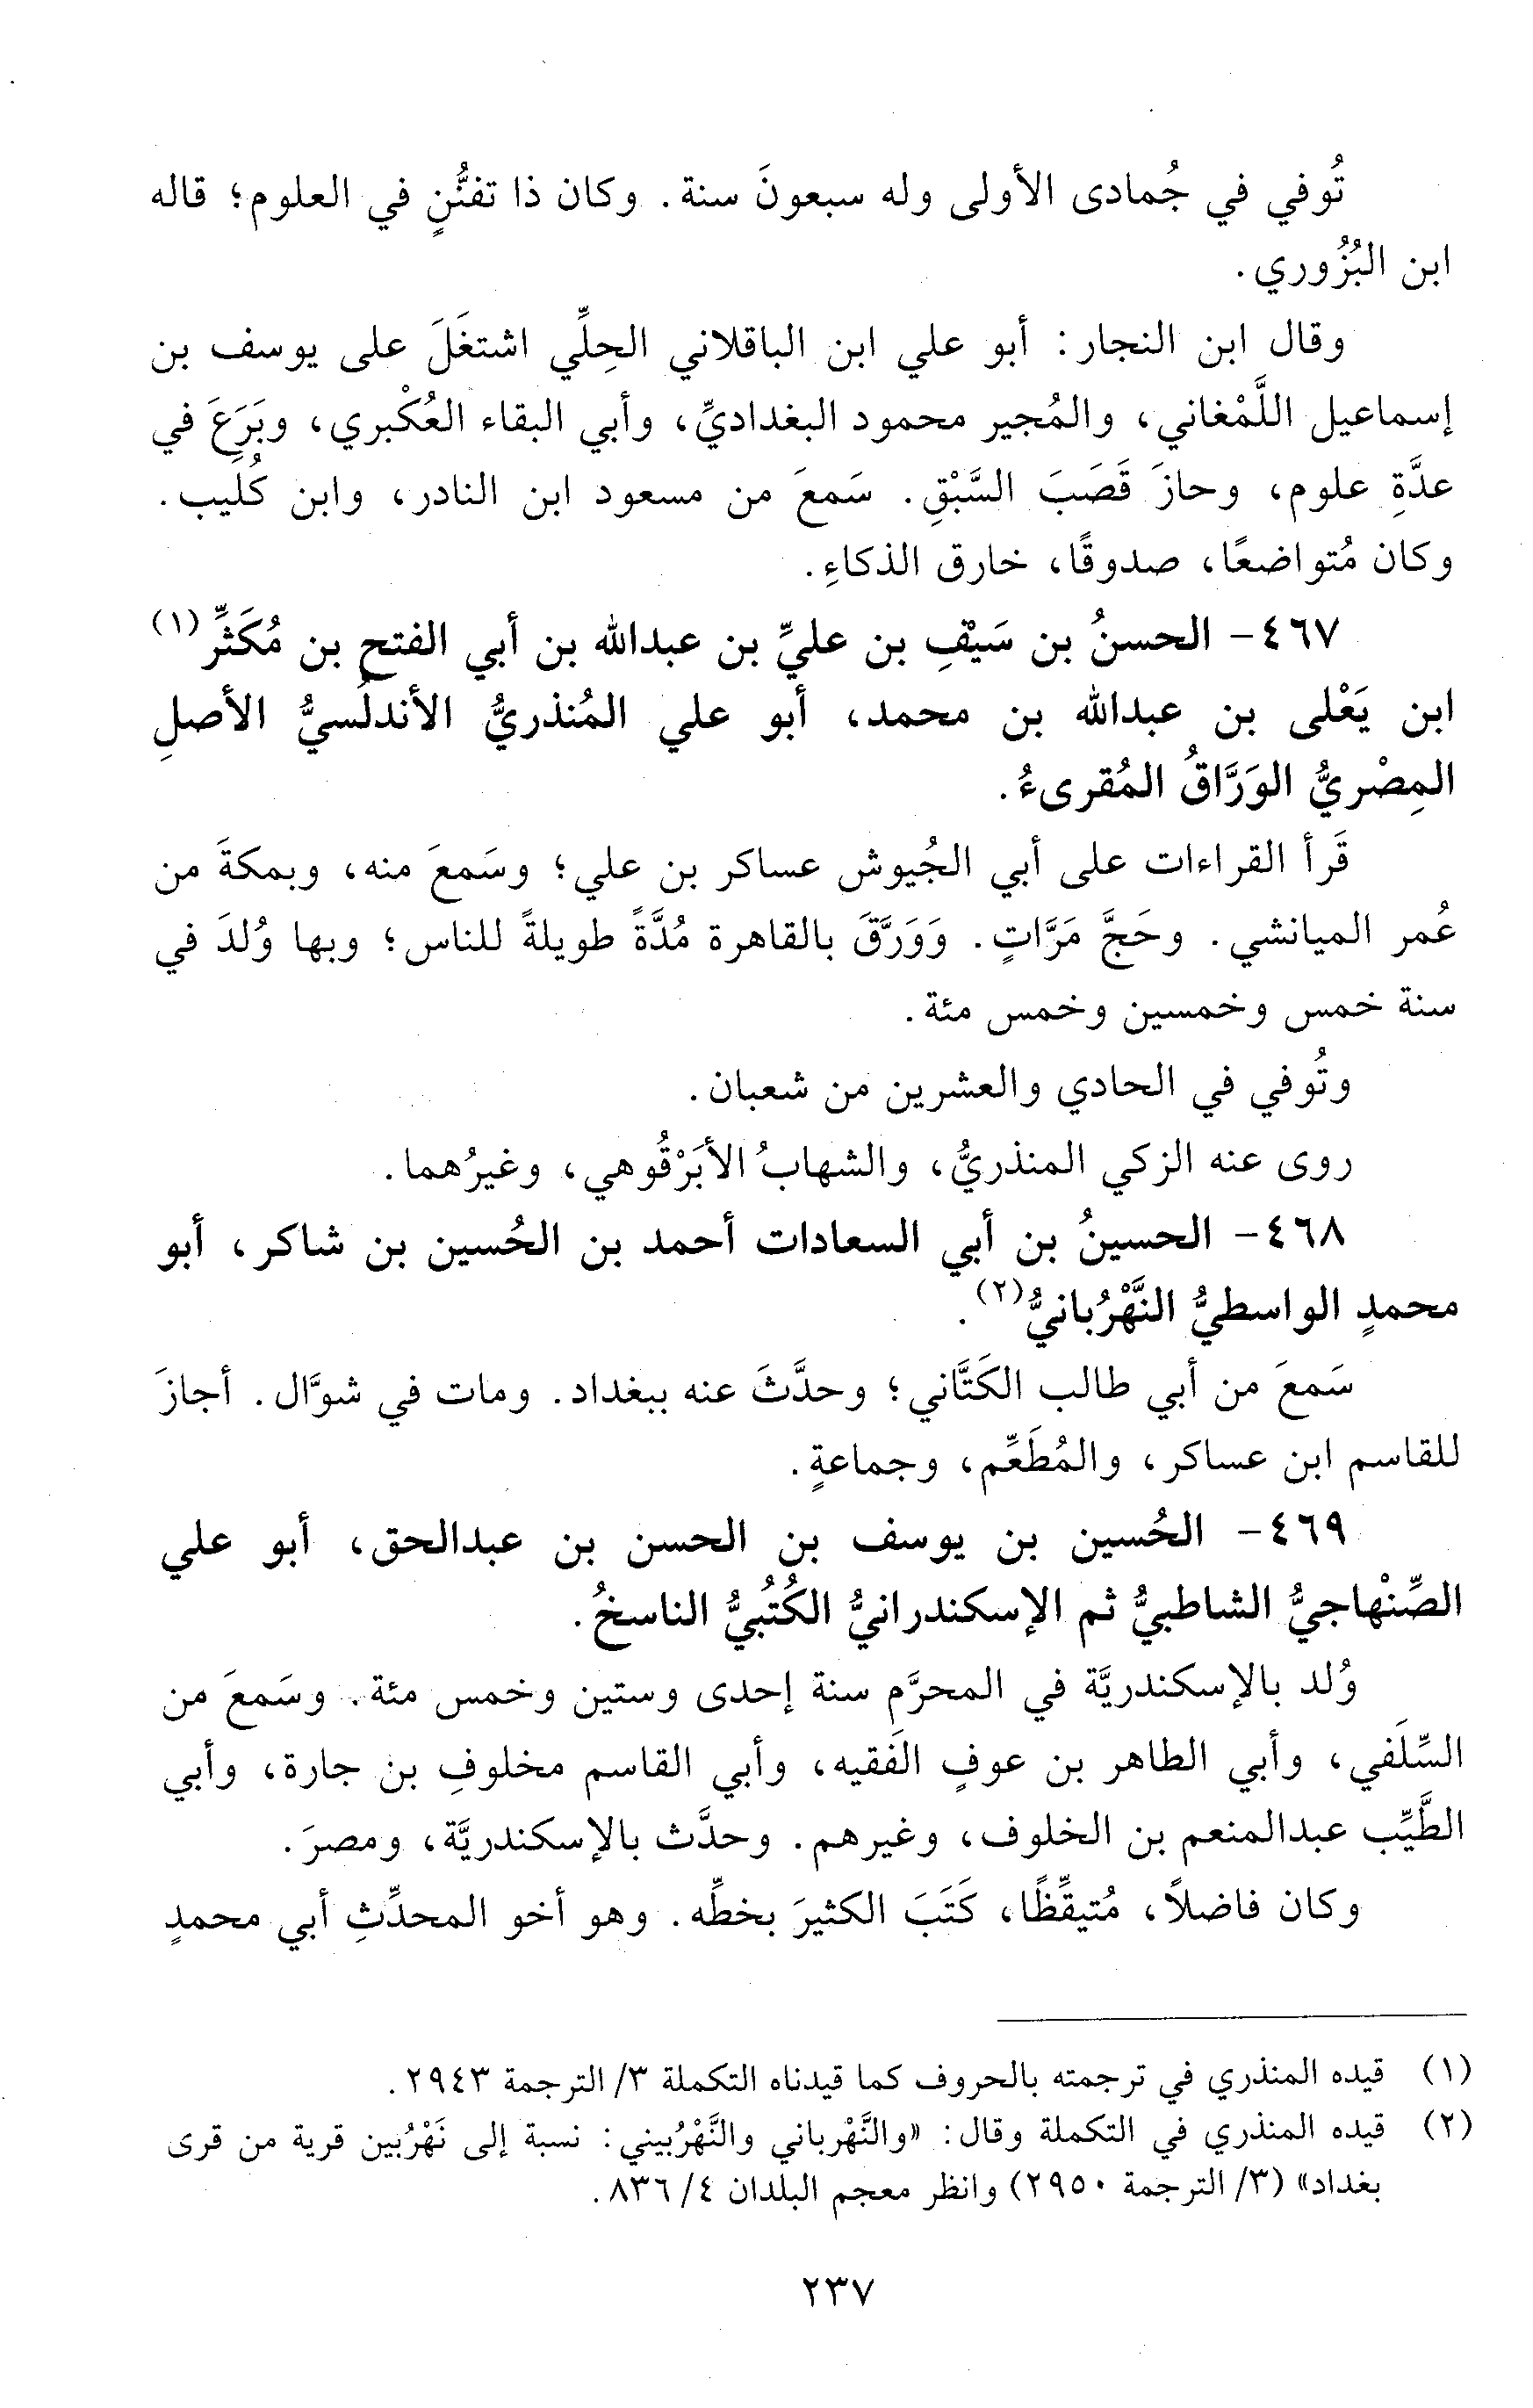 تُوفي في جُمادى الأولى وله سبعونَ سنة. وكان ذا تفنُّنٍ في العلوم؛ قاله
ابن البُزُوري.
وقال ابن النجار: أبو علي ابن الباقلاني الحِلِّي اشتغَلَ على يوسف بن
إسماعيل اللَّمْغاني، والمُجير محمود البغداديِّ، وأبي البقاء العُكْبري، وبَرَعَ في
عدَّةِ علوم، وحازَ قَصَبَ السَّبْقِ. سَمعَ من مسعود ابن النادر، وابن كُلَيب.
وكان مُتواضعًا، صدوقًا، خارق الذكاءِ.
٤٦٧- الحسنُ بن سَيْفِ بن عليِّ بن عبدالله بن أبي الفتح بن مُكَثِّر(١)
ابن يَعْلى بن عبدالله بن محمد، أبو علي المُنذريُّ الأندلُسيُّ الأصلِ
المِصْريُّ الوَرَّاقُ المُقرىءُ.
قَرأ القراءات على أبي الجُيوش عساكر بن علي؛ وسَمعَ منه، وبمكةَ من
عُمر الميانشي. وحَجَّ مَرَّاتٍ. وَوَرَّقَ بالقاهرة مُدَّةً طويلةً للناس؛ وبها وُلدَ في
سنة خمس وخمسين وخمس مئة.
وتُوفي في الحادي والعشرين من شعبان.
روى عنه الزكي المنذريُّ، والشهابُ الأبَرْقُوهي، وغيرُهما.
٤٦٨- الحسينُ بن أبي السعادات أحمد بن الحُسين بن شاكر، أبو
محمدٍ الواسطيُّ النَّهْرُبانيُّ(٢).
سَمعَ من أبي طالب الكَتَّاني؛ وحدَّثَ عنه ببغداد. ومات في شوَّال. أجازَ
للقاسم ابن عساكر، والمُطَعِّم، وجماعةٍ.
٤٦٩- الحُسين بن يوسف بن الحسن بن عبدالحق، أبو علي
الصِّنْهاجيُّ الشاطبيُّ ثم الإسكندرانيُّ الكُتُبيُّ الناسخُ.
وُلد بالإسكندريَّة في المحرَّم سنة إحدى وستين وخمس مئة. وسَمعَ من
السِّلَفي، وأبي الطاهر بن عوفٍ الفَقيه، وأبي القاسم مخلوفِ بن جارة، وأبي
الطَّيِّب عبدالمنعم بن الخلوف، وغيرهم. وحدَّث بالإسكندريَّة، ومصرَ.
وكان فاضلاً، مُتيقِّظًا، كَتَبَ الكثيرَ بخطِّه. وهو أخو المحدِّثِ أبي محمدٍ
(١) قيده المنذري في ترجمته بالحروف كما قيدناه التكملة ٣/ الترجمة ٢٩٤٣.
(٢) قيده المنذري في التكملة وقال: «والنَّهْرباني والنَّهْرُبيني: نسبة إلى نَهْرُبين قرية من قرى
بغداد» (٣/ الترجمة ٢٩٥٠) وانظر معجم البلدان ٤/ ٨٣٦.
٢٣٧